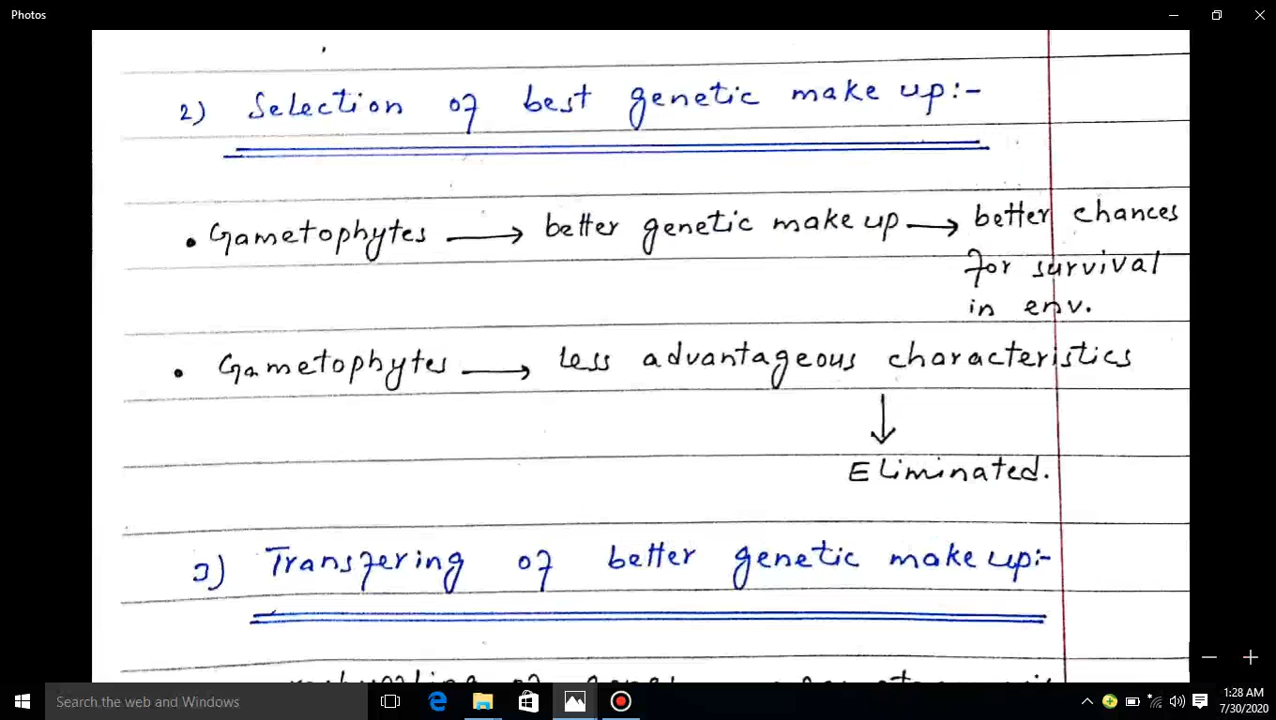 Photos
2) Selection of best genetic make up:-
• Gametophytes → better genetic make up → better chances
for survival
in env.
• Gametophytes → less advantageous characteristics
↓
Eliminated.
3) Transfering of better genetic make up:-
Search the web and Windows
1:28 AM
7/30/2020